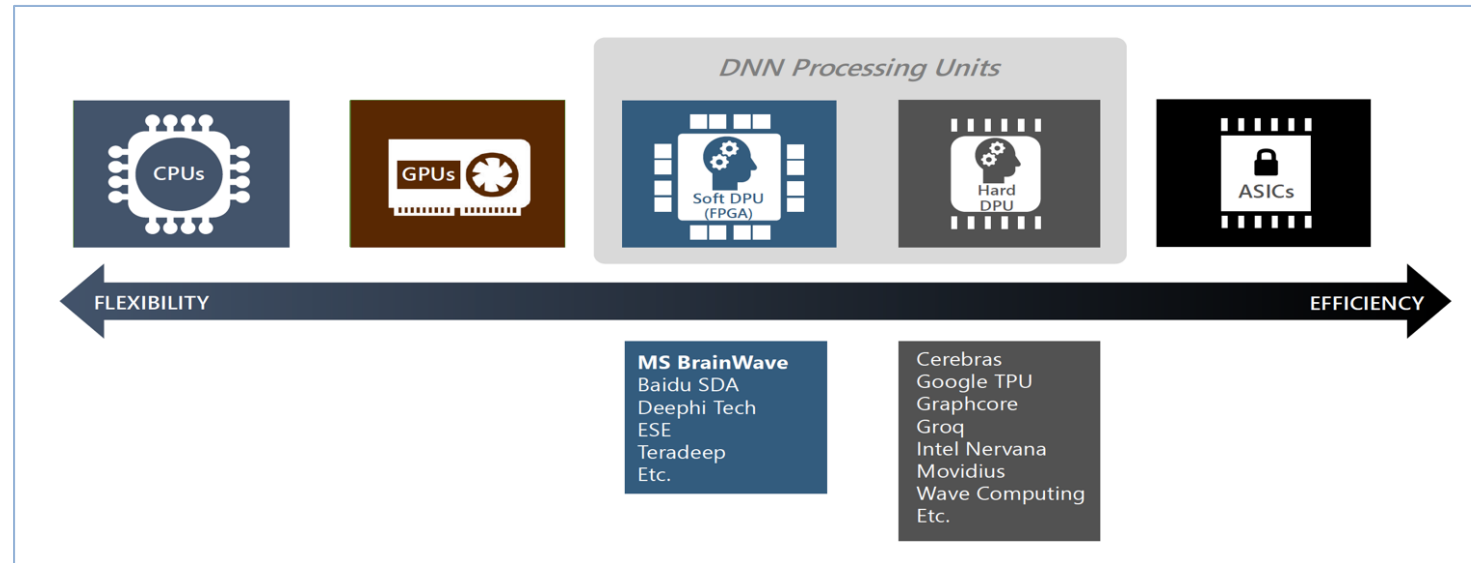 DNN Processing Units
CPUs
GPUs
Soft DPU
(FPGA)
Hard
DPU
ASICs
FLEXIBILITY
EFFICIENCY
MS BrainWave
Baidu SDA
Deephi Tech
ESE
Teradeep
Etc.
Cerebras
Google TPU
Graphcore
Groq
Intel Nervana
Movidius
Wave Computing
Etc.